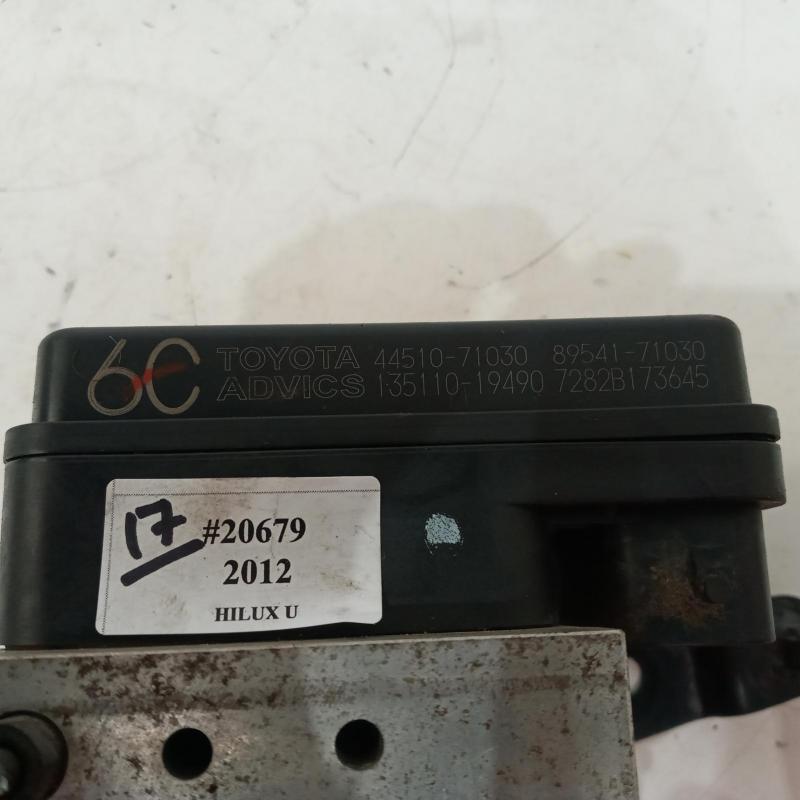 6C TOYOTA 44510-71030 89541-71030
ADVICS 135110-19490 7282B173645
17 #20679
2012
HILUX U